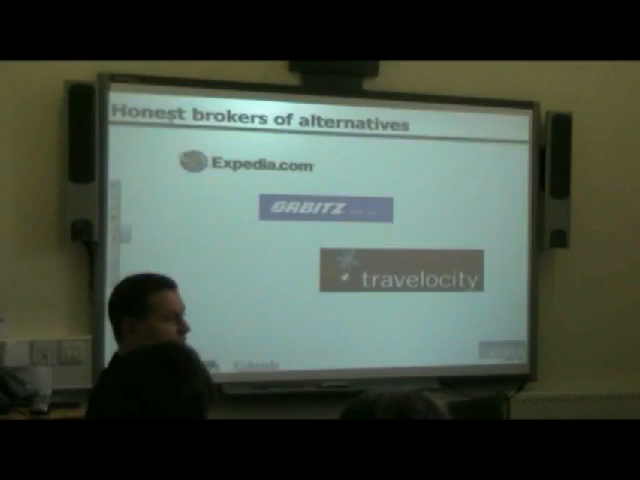 Honest brokers of alternatives
Expedia.com
ORBITZ
travelocity